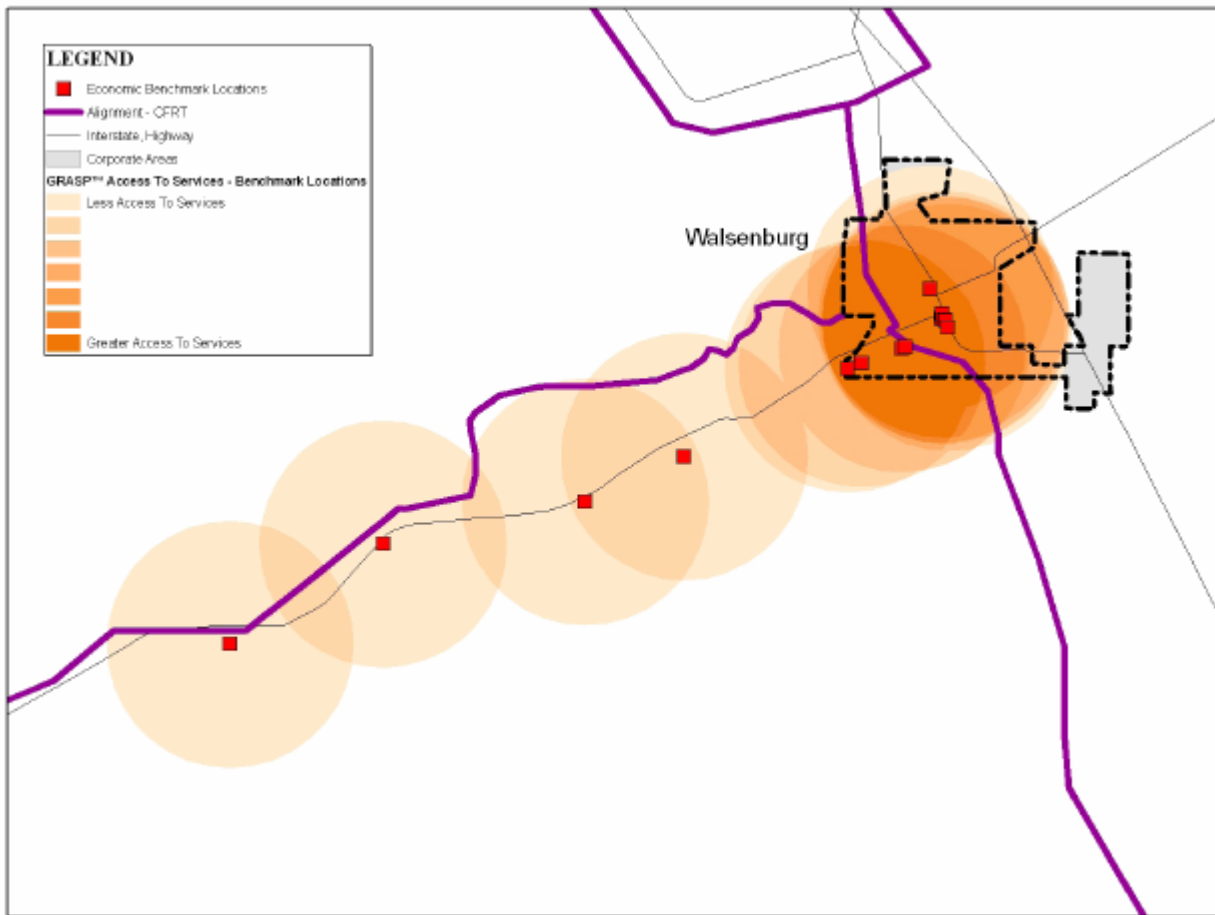 LEGEND
Economic Benchmark Locations
Alignment - CFRT
Interstate, Highway
Corporate Areas
GRASP™ Access To Services - Benchmark Locations
Less Access To Services
Greater Access To Services
Walsenburg